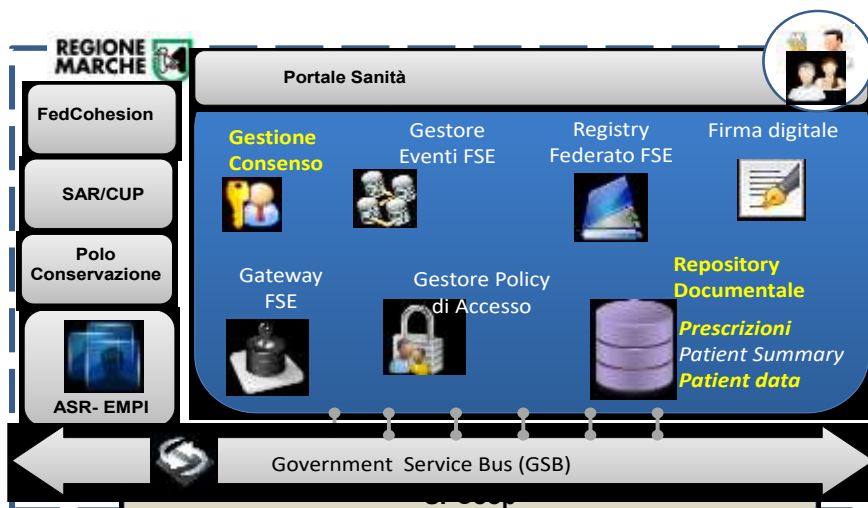 REGIONE
MARCHE
Portale Sanità
FedCohesion
SAR/CUP
Polo
Conservazione
ASR- EMPI
Gestione
Consenso
Gestore
Eventi FSE
Registry
Federato FSE
Firma digitale
Gateway
FSE
Gestore Policy
di Accesso
Repository
Documentale
Prescrizioni
Patient Summary
Patient data
Government Service Bus (GSB)